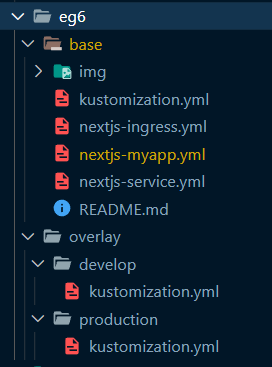 eg6
base
img
kustomization.yml
nextjs-ingress.yml
nextjs-myapp.yml
nextjs-service.yml
README.md
overlay
develop
kustomization.yml
production
kustomization.yml